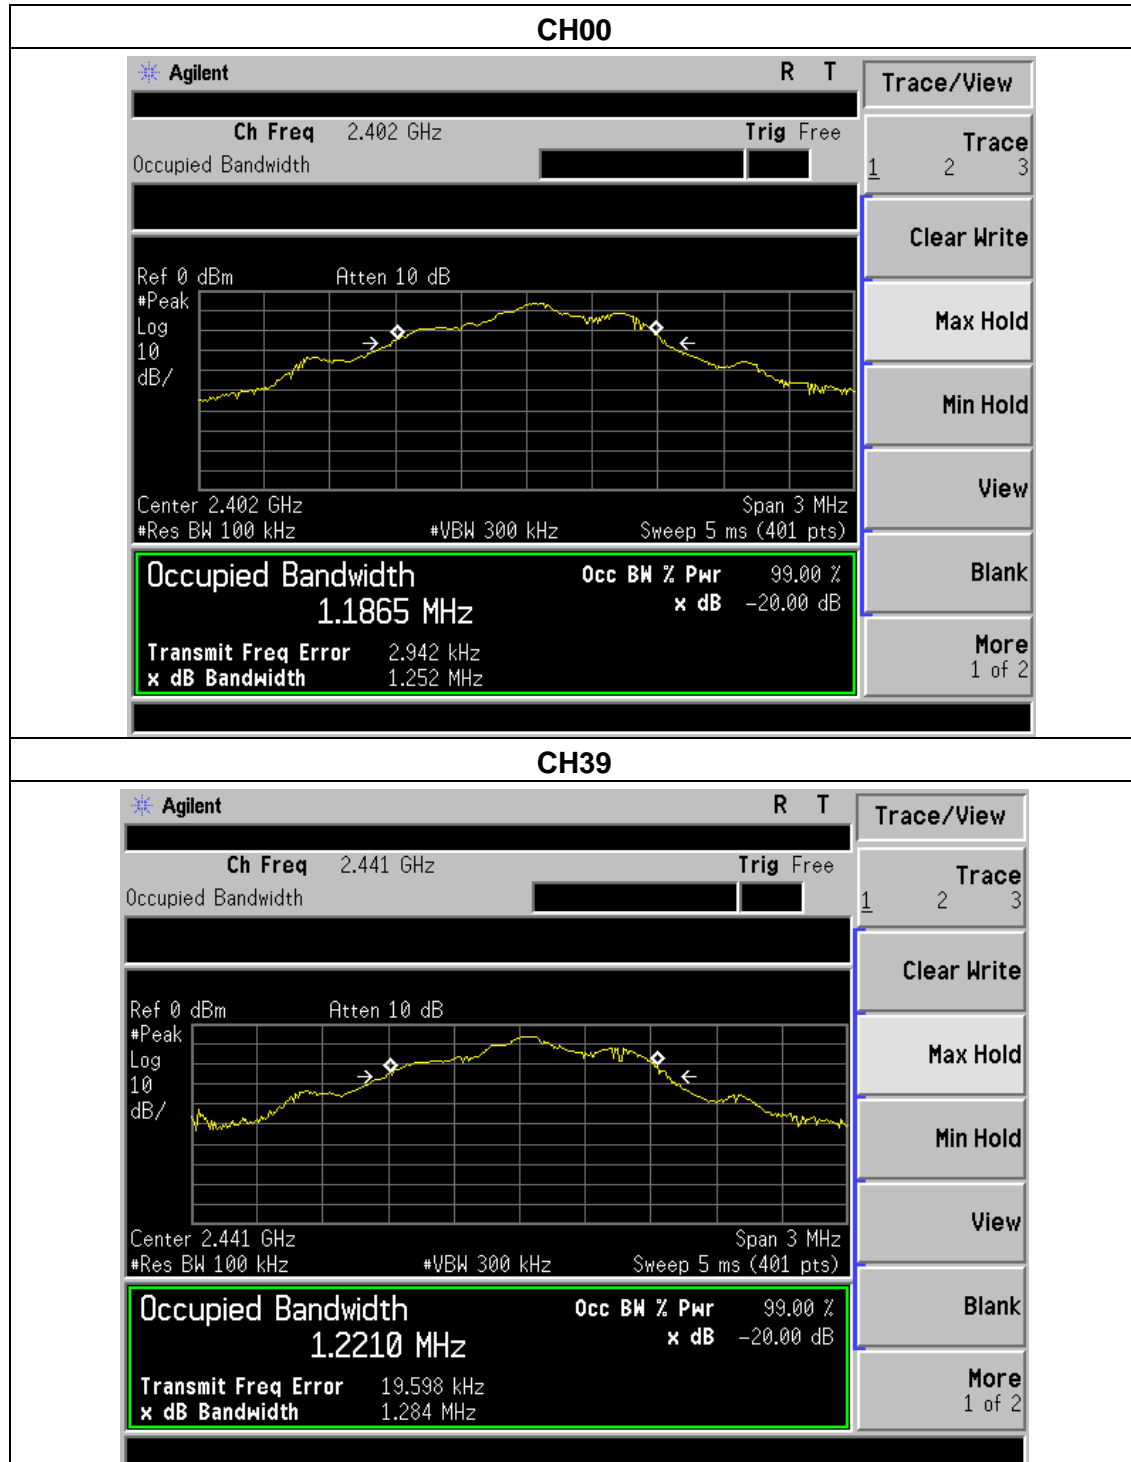 CH00
Agilent R T
Trace/View
Ch Freq 2.402 GHz Trig Free
Occupied Bandwidth
Trace
1 2 3
Clear Write
Ref 0 dBm Atten 10 dB
#Peak
Log
10
dB/
Max Hold
Min Hold
View
Center 2.402 GHz Span 3 MHz
#Res BW 100 kHz #VBW 300 kHz Sweep 5 ms (401 pts)
Occupied Bandwidth Occ BW % Pwr 99.00 %
1.1865 MHz x dB -20.00 dB
Blank
Transmit Freq Error 2.942 kHz
x dB Bandwidth 1.252 MHz
More
1 of 2
CH39
Agilent R T
Trace/View
Ch Freq 2.441 GHz Trig Free
Occupied Bandwidth
Trace
1 2 3
Clear Write
Ref 0 dBm Atten 10 dB
#Peak
Log
10
dB/
Max Hold
Min Hold
View
Center 2.441 GHz Span 3 MHz
#Res BW 100 kHz #VBW 300 kHz Sweep 5 ms (401 pts)
Occupied Bandwidth Occ BW % Pwr 99.00 %
1.2210 MHz x dB -20.00 dB
Blank
Transmit Freq Error 19.598 kHz
x dB Bandwidth 1.284 MHz
More
1 of 2